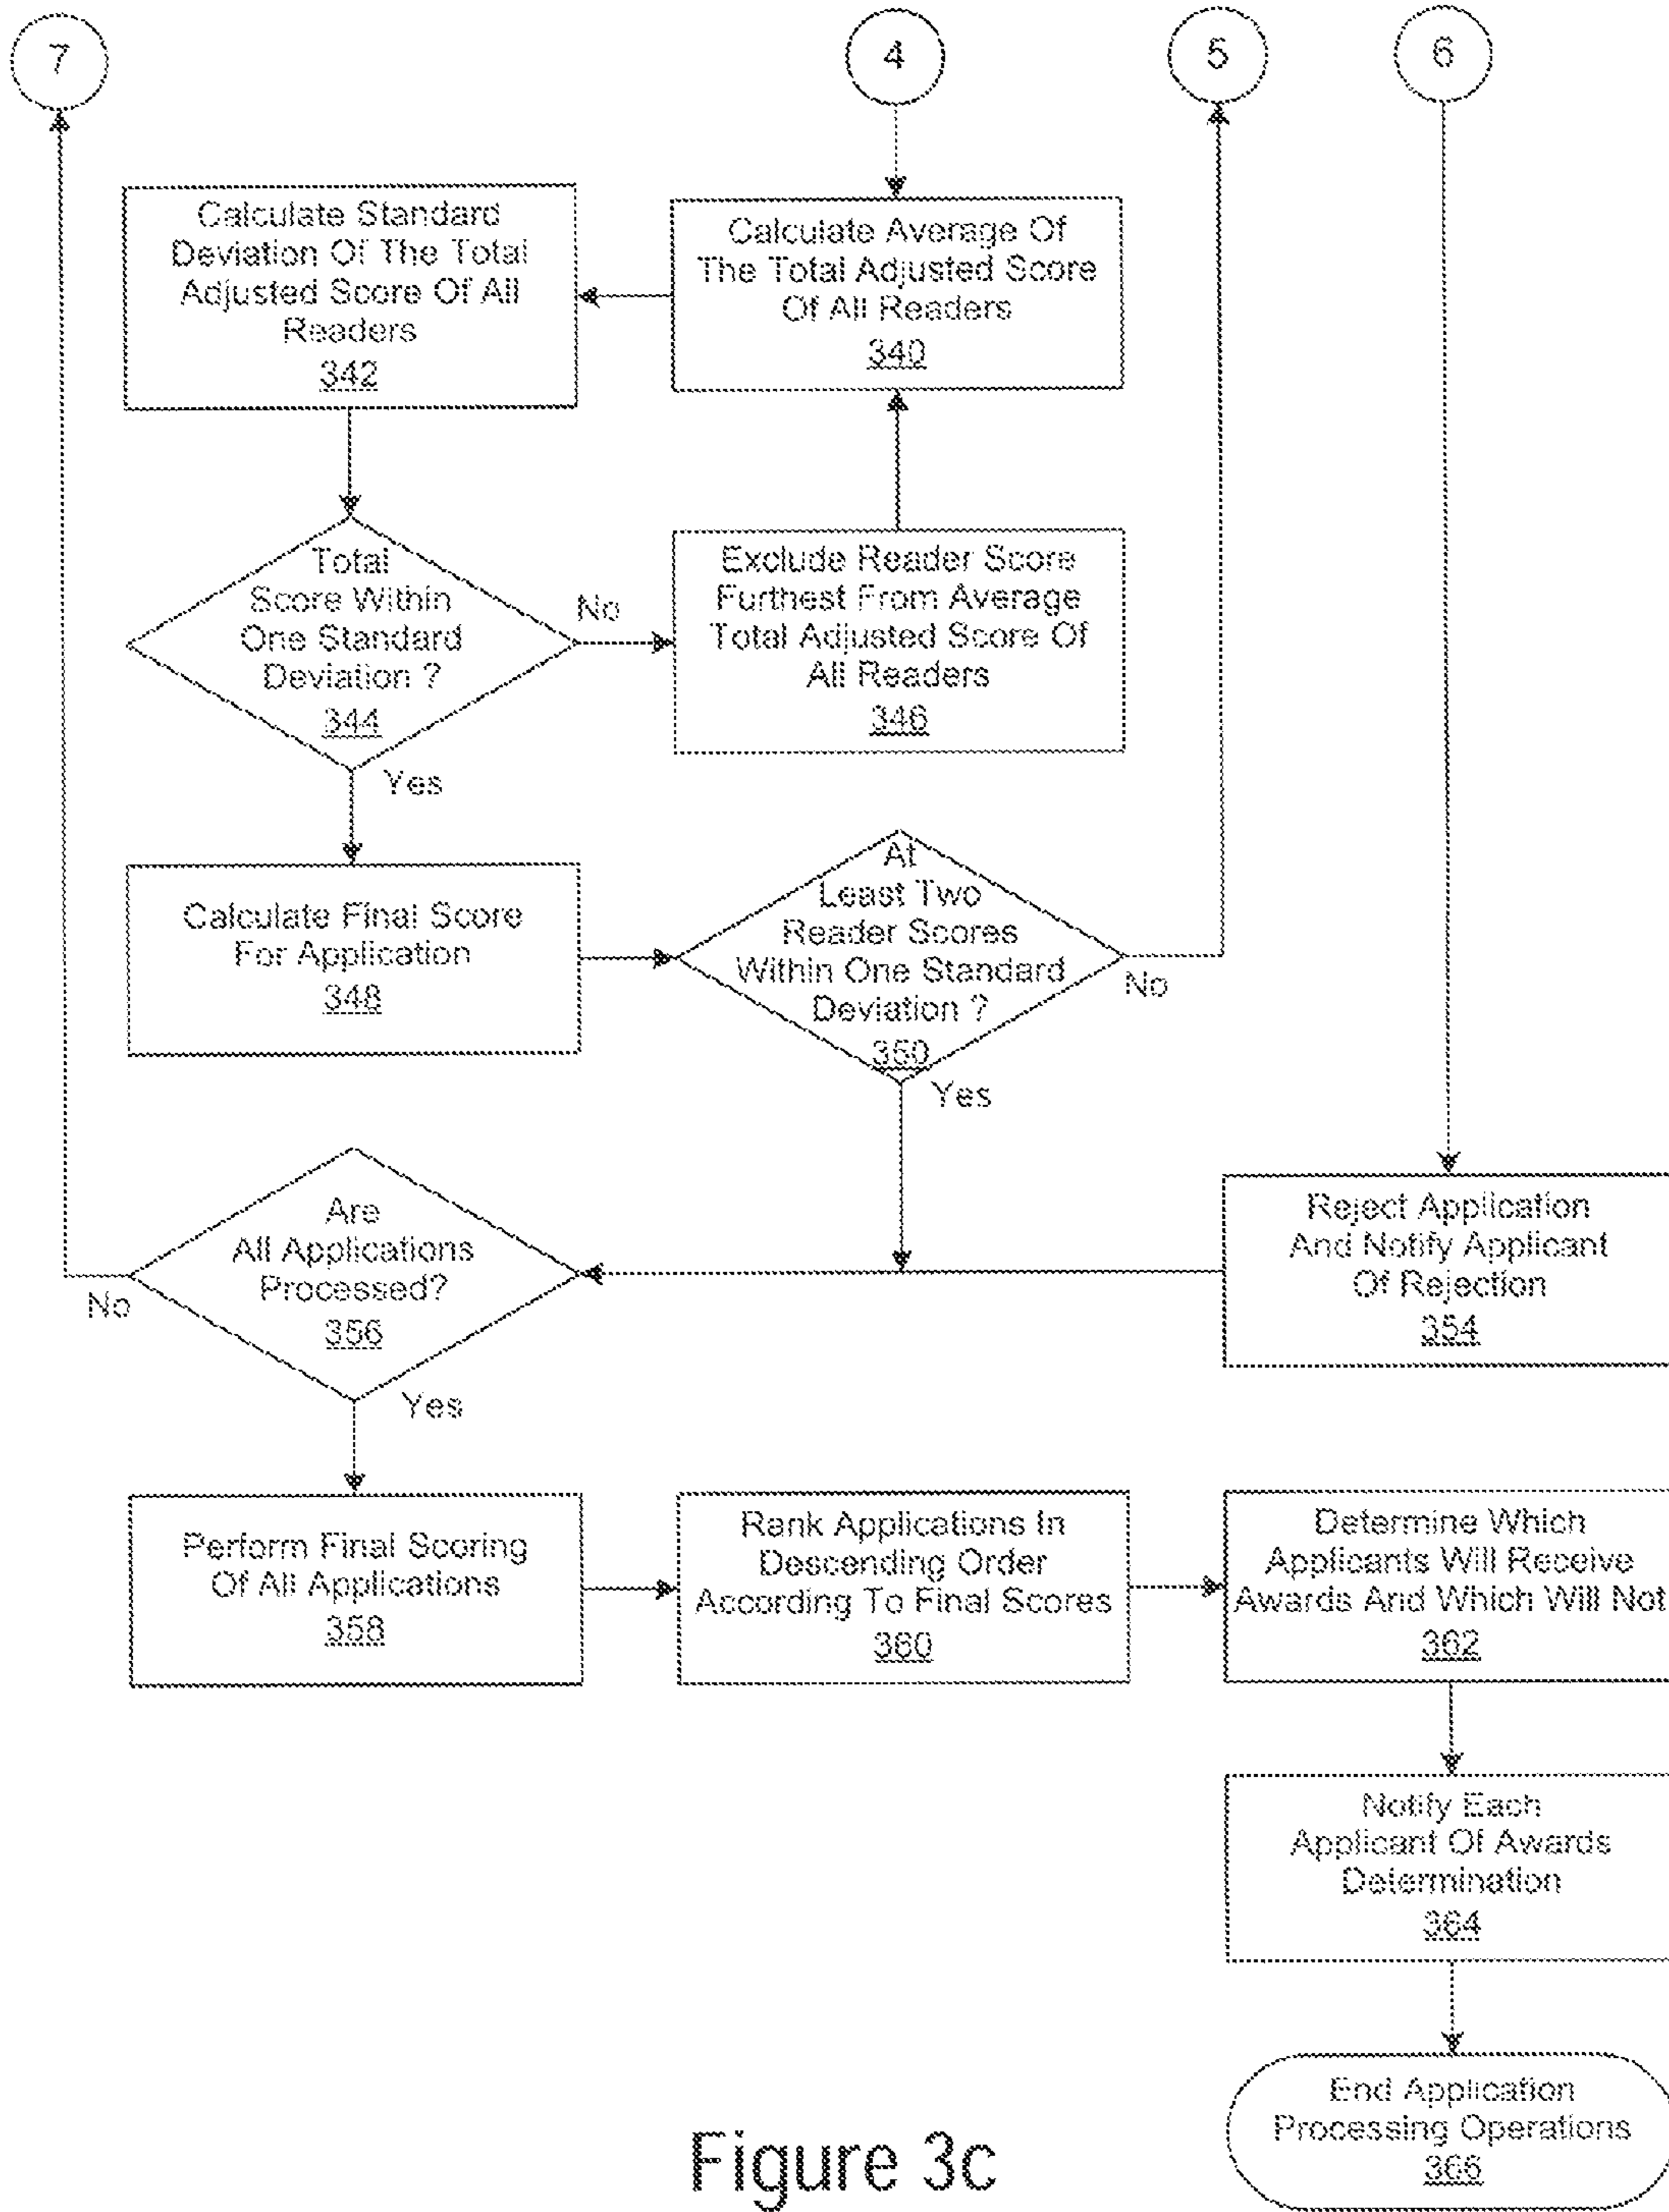 7
4
5
6
Calculate Standard
Deviation Of The Total
Adjusted Score Of All
Readers
342
Calculate Average Of
The Total Adjusted Score
Of All Readers
340
Total
Score Within
One Standard
Deviation ?
344
No
Yes
Exclude Reader Score
Furthest From Average
Total Adjusted Score Of
All Readers
346
Calculate Final Score
For Application
348
At
Least Two
Reader Scores
Within One Standard
Deviation ?
350
No
Yes
Are
All Applications
Processed?
356
No
Yes
Reject Application
And Notify Applicant
Of Rejection
354
Perform Final Scoring
Of All Applications
358
Rank Applications In
Descending Order
According To Final Scores
360
Determine Which
Applicants Will Receive
Awards And Which Will Not
362
Notify Each
Applicant Of Awards
Determination
364
End Application
Processing Operations
366
Figure 3c